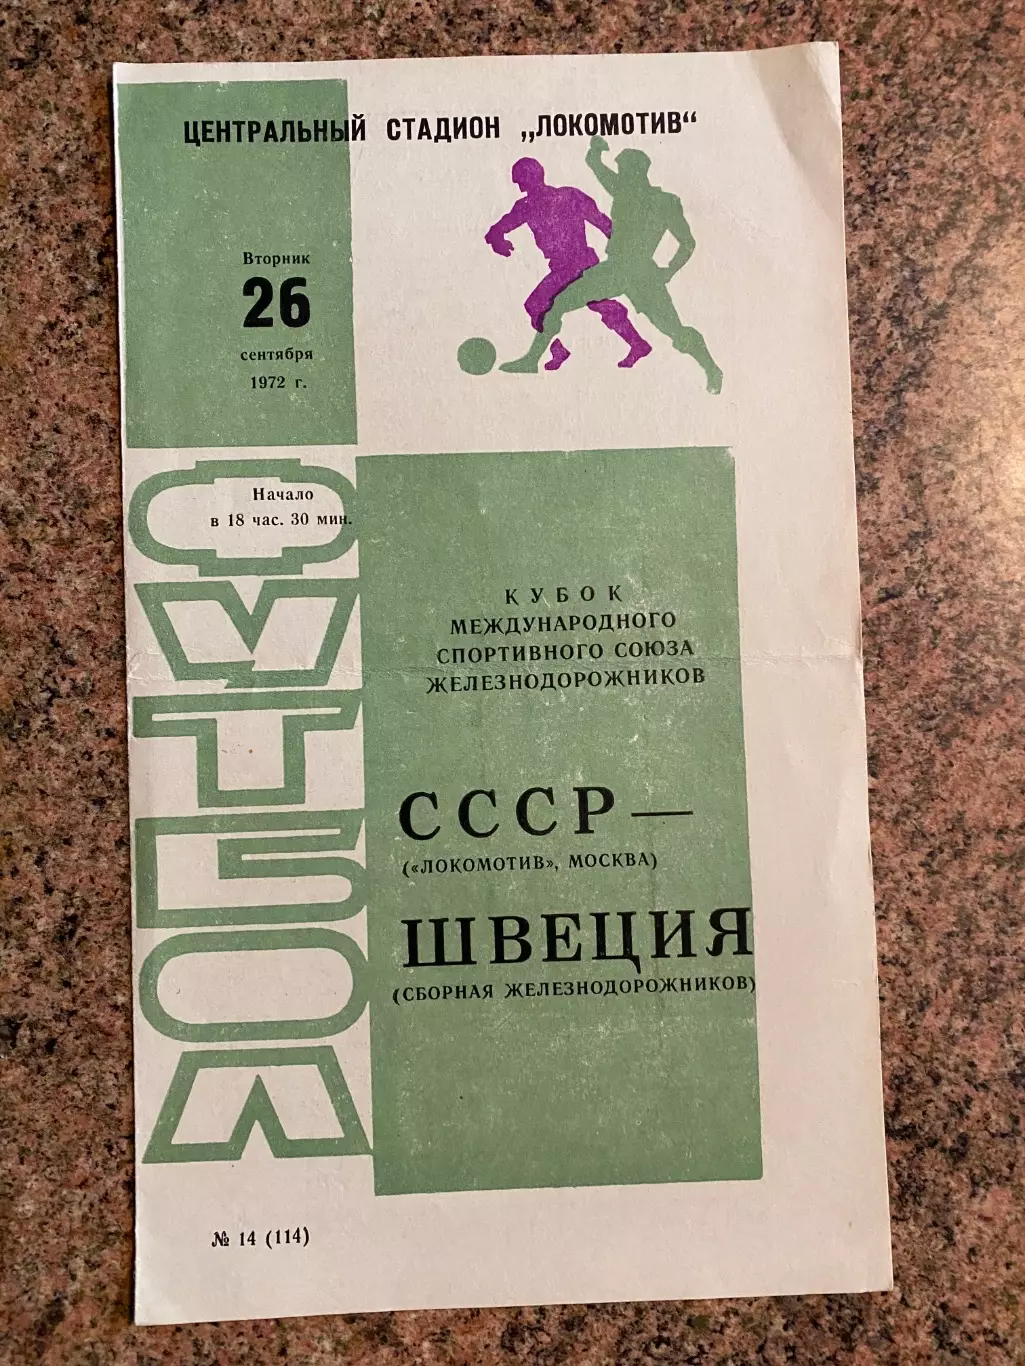 ЦЕНТРАЛЬНЫЙ СТАДИОН „ЛОКОМОТИВ“
Вторник
26
сентября
1972 г.
Начало
в 18 час. 30 мин.
ФУТБОЛ
КУБОК
МЕЖДУНАРОДНОГО
СПОРТИВНОГО СОЮЗА
ЖЕЛЕЗНОДОРОЖНИКОВ
СССР —
(«ЛОКОМОТИВ», МОСКВА)
ШВЕЦИЯ
(СБОРНАЯ ЖЕЛЕЗНОДОРОЖНИКОВ)
№ 14 (114)